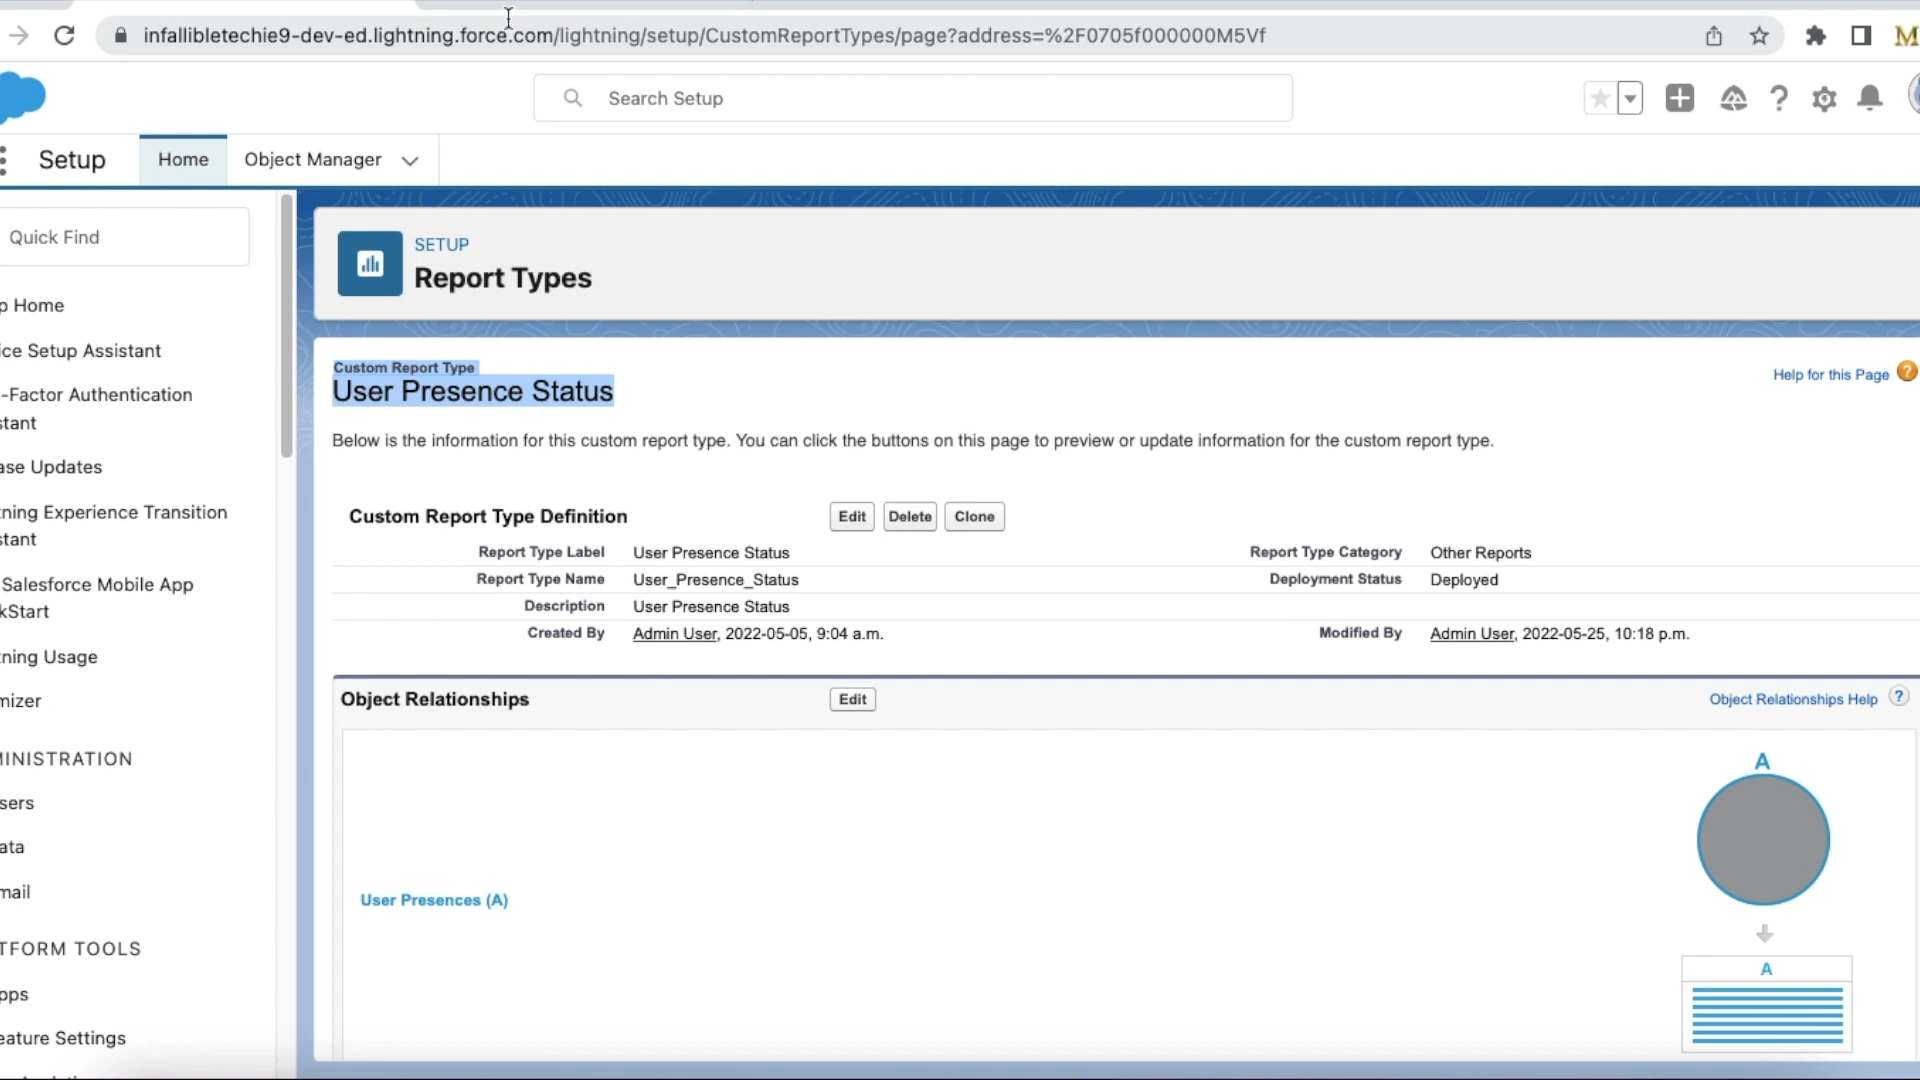 infallibletechie9-dev-ed.lightning.force.com/lightning/setup/CustomReportTypes/page?address=%2F0705f000000M5Vf
M
Search Setup
Setup
Home
Object Manager
Quick Find
p Home
ice Setup Assistant
-Factor Authentication
stant
ase Updates
tning Experience Transition
stant
Salesforce Mobile App
kStart
tning Usage
mizer
MINISTRATION
sers
ata
mail
TFORM TOOLS
pps
eature Settings
SETUP
Report Types
Custom Report Type
User Presence Status
Help for this Page ?
Below is the information for this custom report type. You can click the buttons on this page to preview or update information for the custom report type.
Custom Report Type Definition
Edit Delete Clone
Report Type Label User Presence Status
Report Type Category Other Reports
Report Type Name User_Presence_Status
Deployment Status Deployed
Description User Presence Status
Created By Admin User, 2022-05-05, 9:04 a.m.
Modified By Admin User, 2022-05-25, 10:18 p.m.
Object Relationships
Edit
Object Relationships Help ?
A
User Presences (A)
A